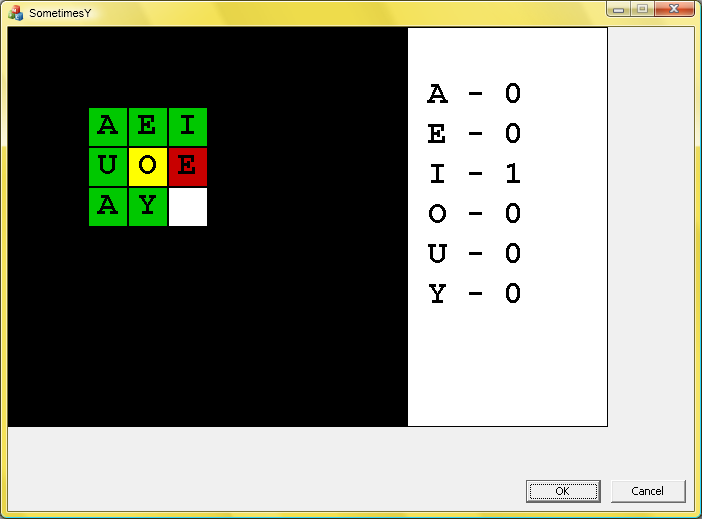 SometimesY
A E I
U O E
A Y
A - 0
E - 0
I - 1
O - 0
U - 0
Y - 0
OK Cancel